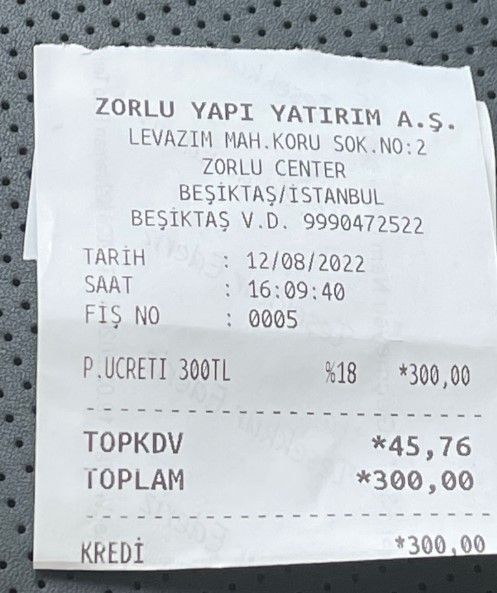 ZORLU YAPI YATIRIM A.Ş.
LEVAZIM MAH.KORU SOK.NO:2
ZORLU CENTER
BEŞİKTAŞ/İSTANBUL
BEŞİKTAŞ V.D. 9990472522
TARİH : 12/08/2022
SAAT : 16:09:40
FİŞ NO : 0005
P.UCRETI 300TL %18 *300,00
TOPKDV *45,76
TOPLAM *300,00
KREDİ *300,00